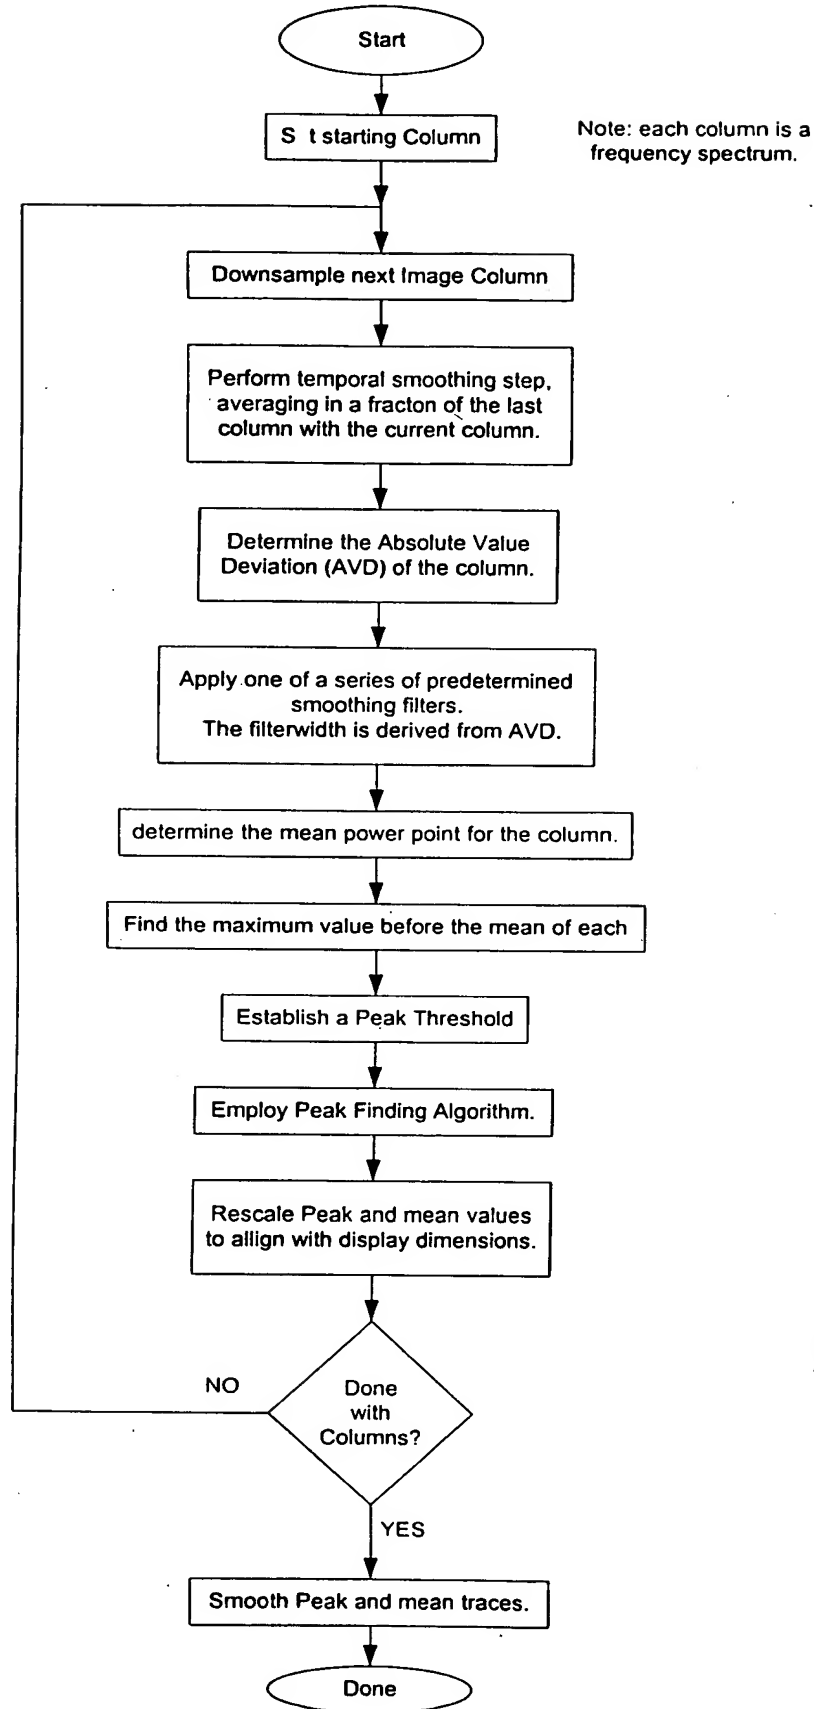 Start
S t starting Column
Note: each column is a
frequency spectrum.
Downsample next Image Column
Perform temporal smoothing step,
averaging in a fracton of the last
column with the current column.
Determine the Absolute Value
Deviation (AVD) of the column.
Apply one of a series of predetermined
smoothing filters.
The filterwidth is derived from AVD.
determine the mean power point for the column.
Find the maximum value before the mean of each
Establish a Peak Threshold
Employ Peak Finding Algorithm.
Rescale Peak and mean values
to allign with display dimensions.
NO
Done
with
Columns?
YES
Smooth Peak and mean traces.
Done